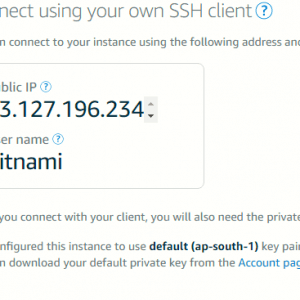 nect using your own SSH client
n connect to your instance using the following address and
blic IP
3.127.196.234
er name
itnami
you connect with your client, you will also need the private
nfigured this instance to use default (ap-south-1) key pair
n download your default private key from the Account pag